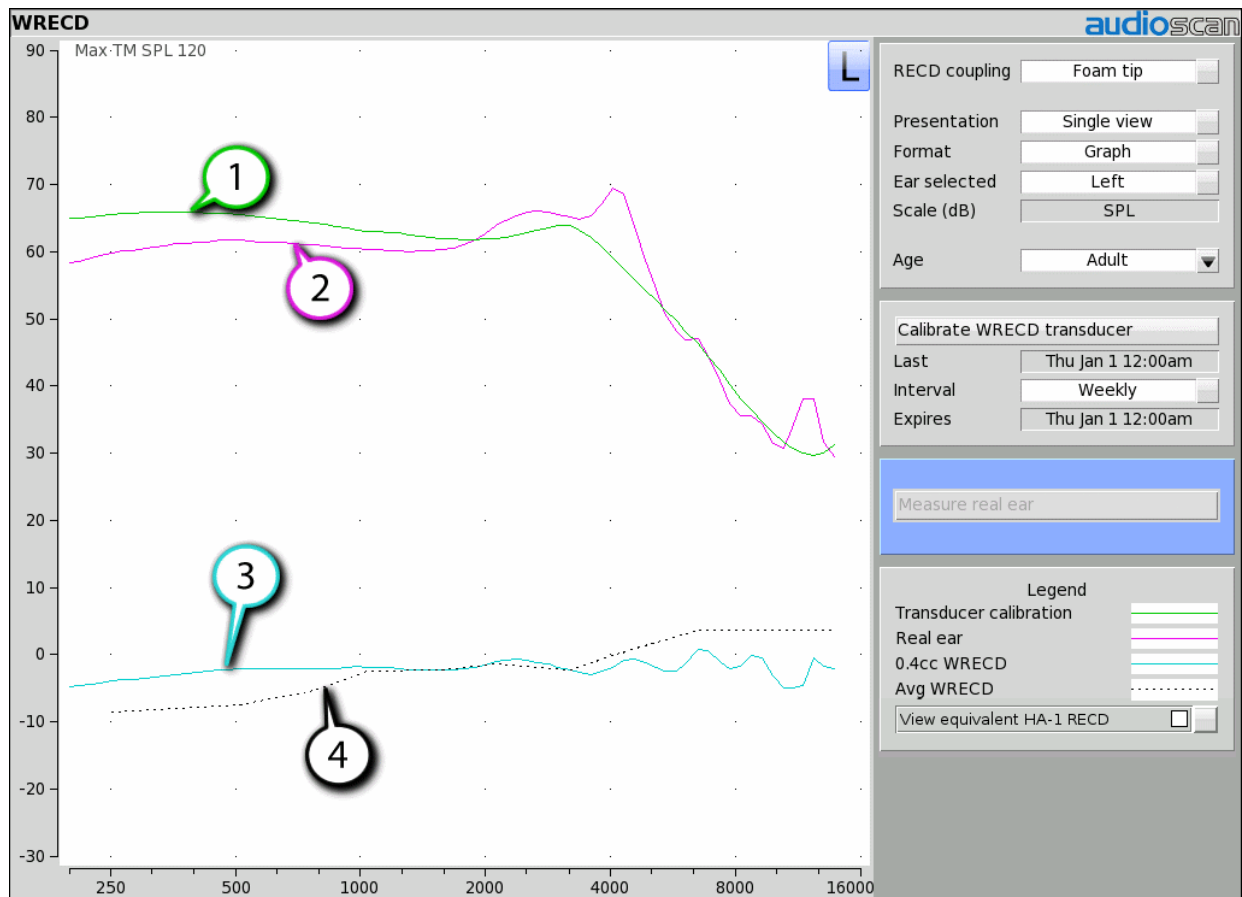 WRECD
audioscan
90
Max TM SPL 120
L
80
70
60
50
40
30
20
10
0
-10
-20
-30
250 500 1000 2000 4000 8000 16000
1
2
3
4
RECD coupling Foam tip
Presentation Single view
Format Graph
Ear selected Left
Scale (dB) SPL
Age Adult
Calibrate WRECD transducer
Last Thu Jan 1 12:00am
Interval Weekly
Expires Thu Jan 1 12:00am
Measure real ear
Legend
Transducer calibration
Real ear
0.4cc WRECD
Avg WRECD
View equivalent HA-1 RECD